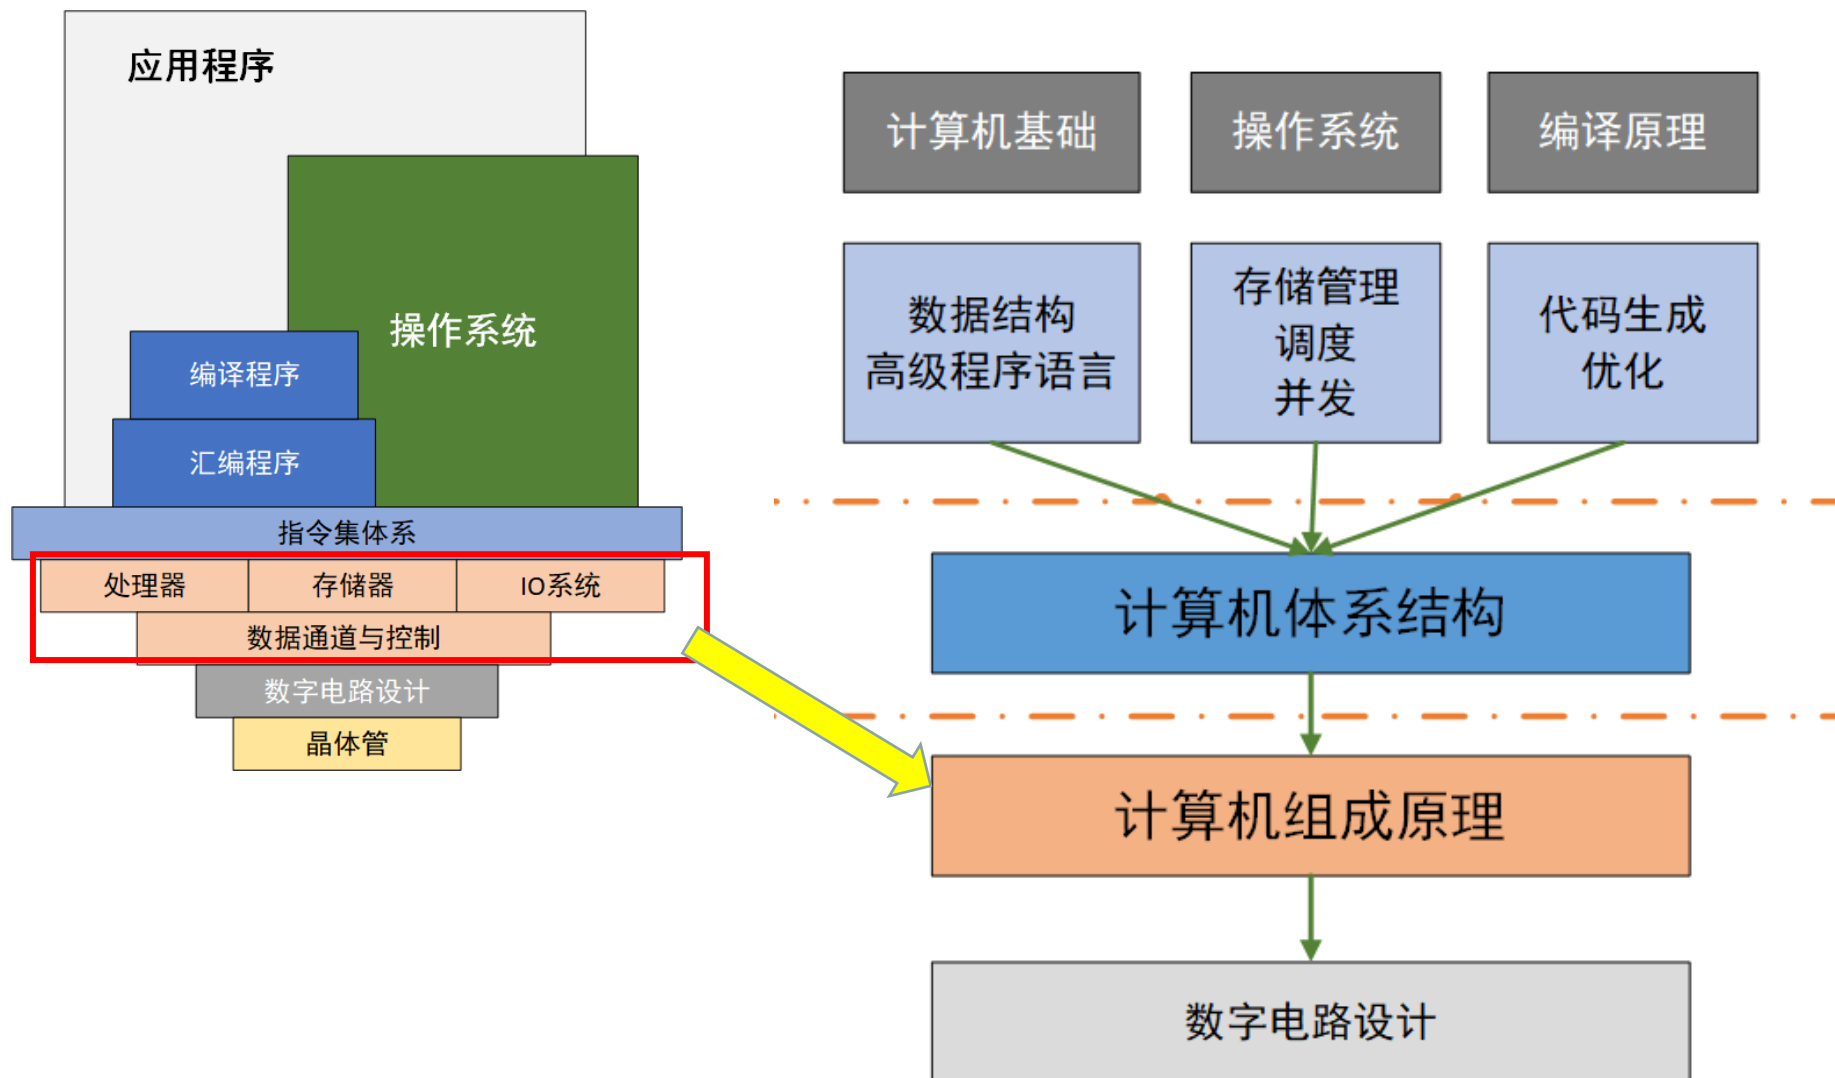 应用程序
操作系统
编译程序
汇编程序
指令集体系
处理器
存储器
IO系统
数据通道与控制
数字电路设计
晶体管
计算机基础
操作系统
编译原理
数据结构
高级程序语言
存储管理
调度
并发
代码生成
优化
计算机体系结构
计算机组成原理
数字电路设计